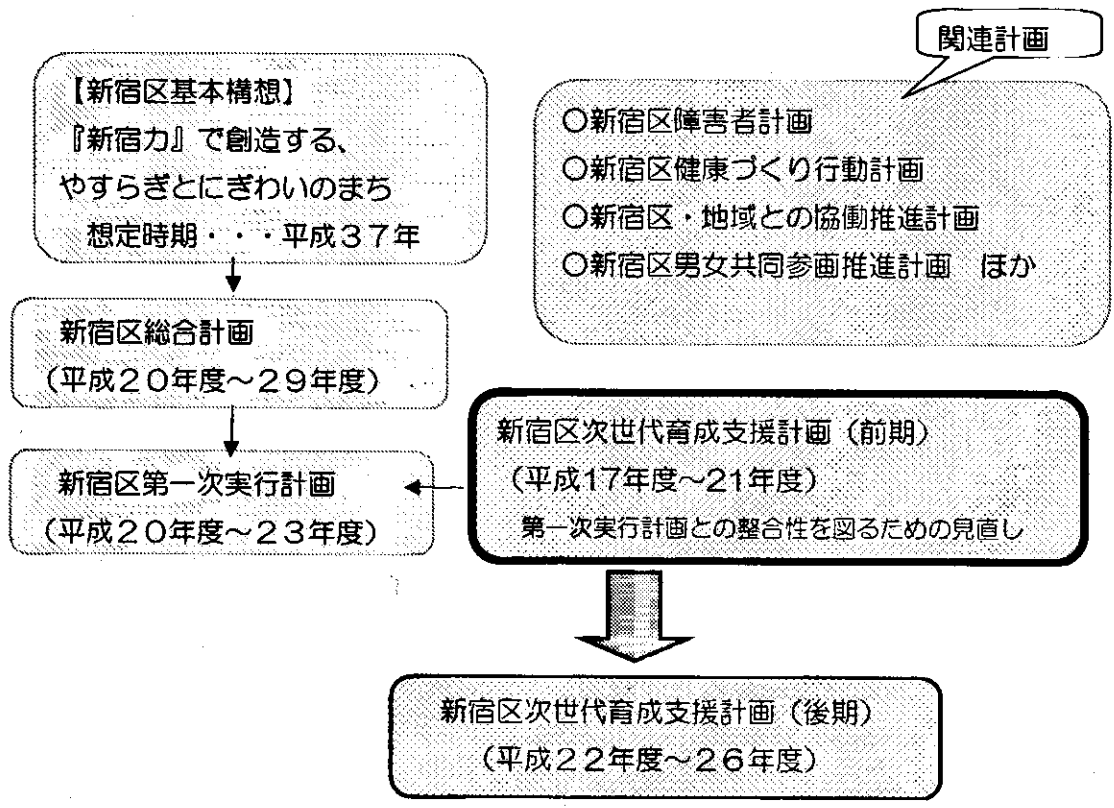 関連計画
【新宿区基本構想】
『新宿力』で創造する、
やすらぎとにぎわいのまち
想定時期・・・平成37年
○新宿区障害者計画
○新宿区健康づくり行動計画
○新宿区・地域との協働推進計画
○新宿区男女共同参画推進計画　ほか
新宿区総合計画
（平成20年度～29年度）
新宿区第一次実行計画
（平成20年度～23年度）
新宿区次世代育成支援計画（前期）
（平成17年度～21年度）
第一次実行計画との整合性を図るための見直し
新宿区次世代育成支援計画（後期）
（平成22年度～26年度）